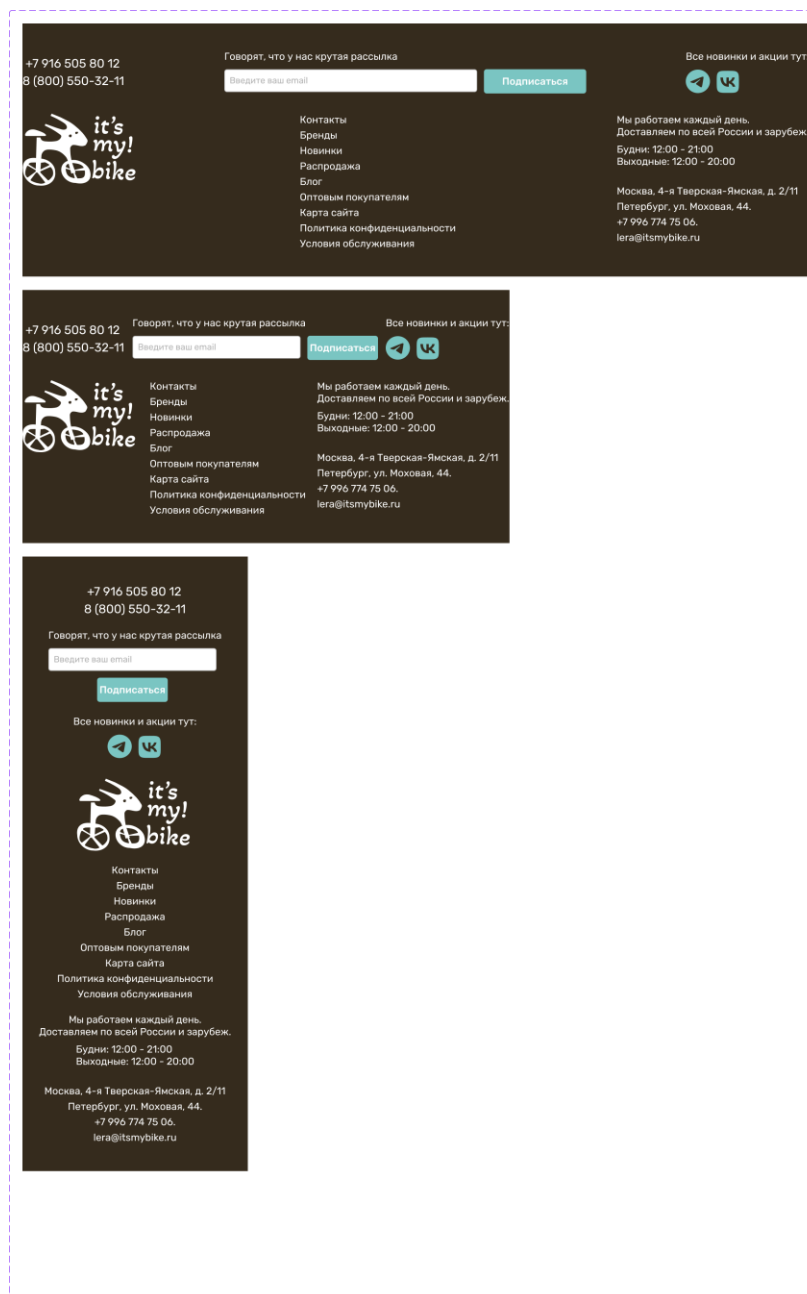 +7 916 505 80 12
8 (800) 550-32-11
Говорят, что у нас крутая рассылка
Введите ваш email
Подписаться
Все новинки и акции тут:
it's
my!
bike
Контакты
Бренды
Новинки
Распродажа
Блог
Оптовым покупателям
Карта сайта
Политика конфиденциальности
Условия обслуживания
Мы работаем каждый день.
Доставляем по всей России и зарубеж.
Будни: 12:00 - 21:00
Выходные: 12:00 - 20:00
Москва, 4-я Тверская-Ямская, д. 2/11
Петербург, ул. Моховая, 44.
+7 996 774 75 06.
lera@itsmybike.ru
+7 916 505 80 12
8 (800) 550-32-11
Говорят, что у нас крутая рассылка
Введите ваш email
Подписаться
Все новинки и акции тут:
it's
my!
bike
Контакты
Бренды
Новинки
Распродажа
Блог
Оптовым покупателям
Карта сайта
Политика конфиденциальности
Условия обслуживания
Мы работаем каждый день.
Доставляем по всей России и зарубеж.
Будни: 12:00 - 21:00
Выходные: 12:00 - 20:00
Москва, 4-я Тверская-Ямская, д. 2/11
Петербург, ул. Моховая, 44.
+7 996 774 75 06.
lera@itsmybike.ru
+7 916 505 80 12
8 (800) 550-32-11
Говорят, что у нас крутая рассылка
Введите ваш email
Подписаться
Все новинки и акции тут:
it's
my!
bike
Контакты
Бренды
Новинки
Распродажа
Блог
Оптовым покупателям
Карта сайта
Политика конфиденциальности
Условия обслуживания
Мы работаем каждый день.
Доставляем по всей России и зарубеж.
Будни: 12:00 - 21:00
Выходные: 12:00 - 20:00
Москва, 4-я Тверская-Ямская, д. 2/11
Петербург, ул. Моховая, 44.
+7 996 774 75 06.
lera@itsmybike.ru